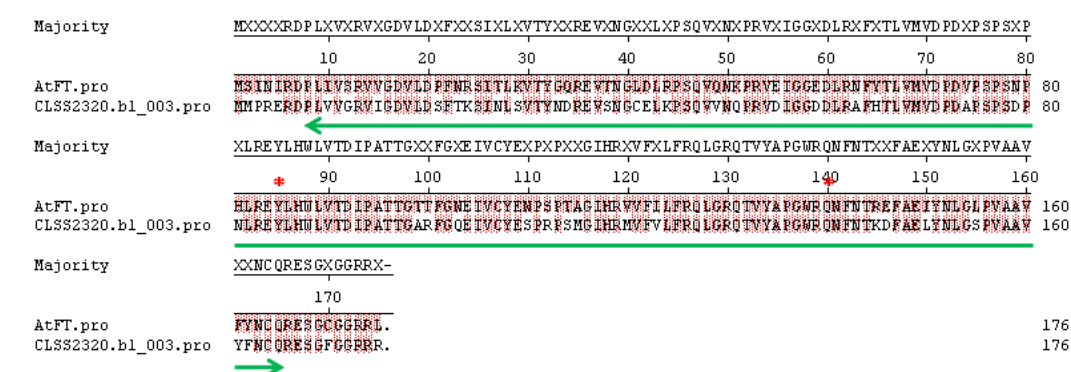 Majority MXXXXRDPLXVXRVXGDVLDXFXXSIXLXVTYXXREVXNGXXLXPSQVXNXPRVXIGGXDLRXFXTLVMVDPDXPSPSXP
10 20 30 40 50 60 70 80
AtFT.pro MSINIRDPLIVSRVVGDVLDPFNRSITLKVTYGQREVTNGLDLRPSQVQNKPRVEIGGEDLRNFYTLVMVDPDVPSPSNP 80
CLSS2320.b1_003.pro MMPRERDPLVVGRVIGDVLDSFTKSINLSVTYNDREVSNGCELKPSQVVNQPRVDIGGDDLRAFHTLVMVDPDAPSPSDP 80
Majority XLREYLHWLVTDIPATTGXXFGXEIVCYEXPXPXXGIHRXVFXLFRQLGRQTVYAPGWRQNFNTXXFAEXYNLGXPVAAV
* *
90 100 110 120 130 140 150 160
AtFT.pro HLREYLHWLVTDIPATTGTTFGNEIVCYENPSPTAGIHRVVFILFRQLGRQTVYAPGWRQNFNTREFAEIYNLGLPVAAV 160
CLSS2320.b1_003.pro NLREYLHWLVTDIPATTGARFGQEIVCYESPRPSMGIHRMVFVLFRQLGRQTVYAPGWRQNFNTKDFAELYNLGSPVAAV 160
Majority XXNCQRESGXGGRRX-
170
AtFT.pro FYNCQRESGCGGRRL. 176
CLSS2320.b1_003.pro YFNCQRESGFGGRRR. 176